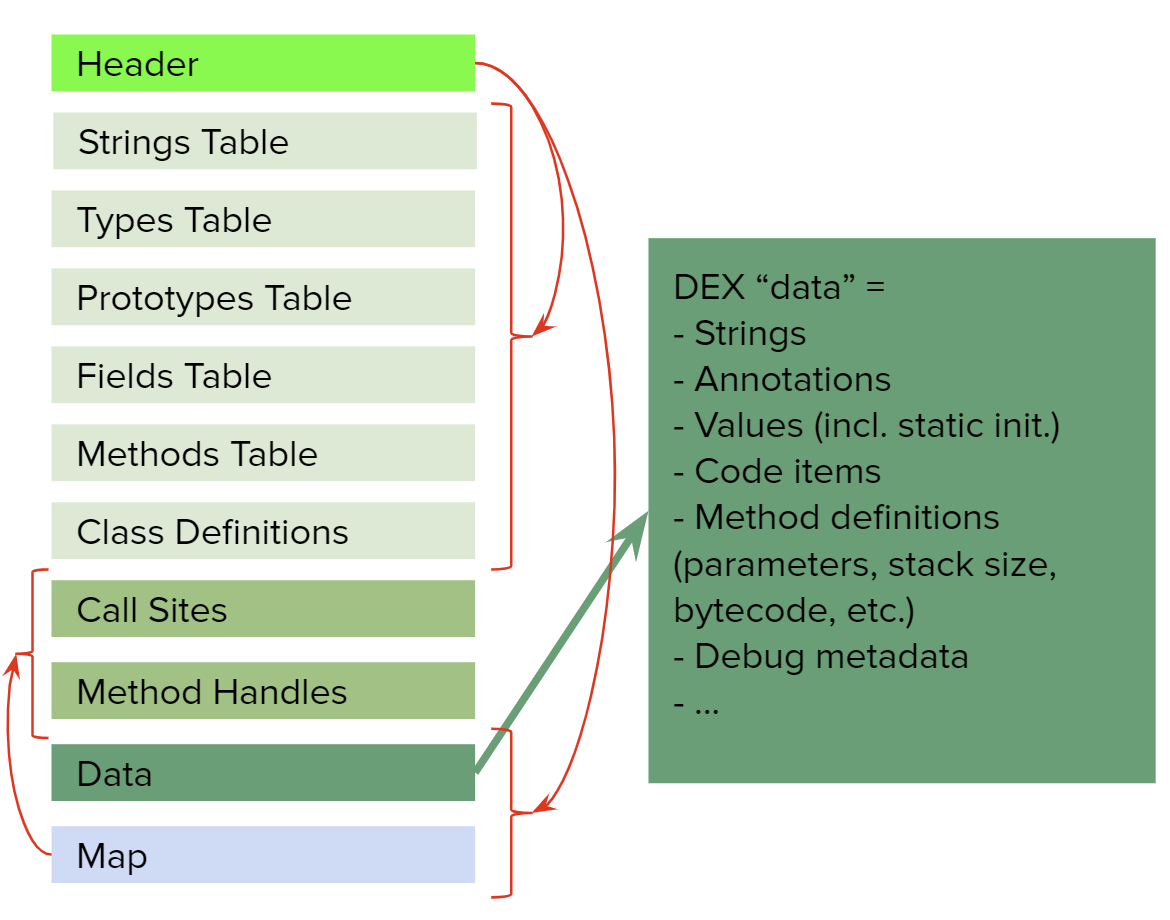 Header
Strings Table
Types Table
Prototypes Table
Fields Table
Methods Table
Class Definitions
Call Sites
Method Handles
Data
Map
DEX “data” =
- Strings
- Annotations
- Values (incl. static init.)
- Code items
- Method definitions
(parameters, stack size,
bytecode, etc.)
- Debug metadata
- ...